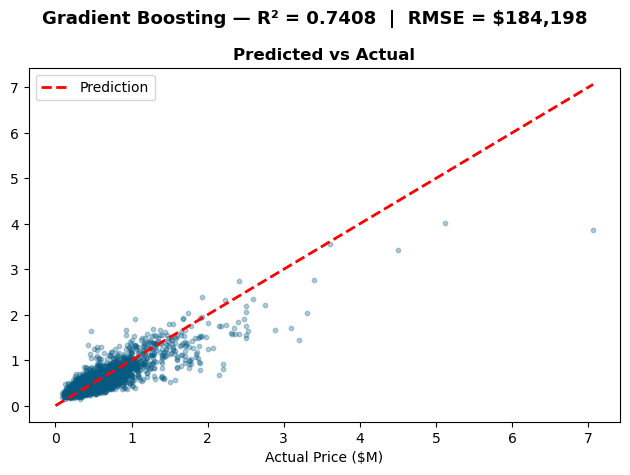 Gradient Boosting — R² = 0.7408 | RMSE = $184,198
Predicted vs Actual
Prediction
7
6
5
4
3
2
1
0
0 1 2 3 4 5 6 7
Actual Price ($M)